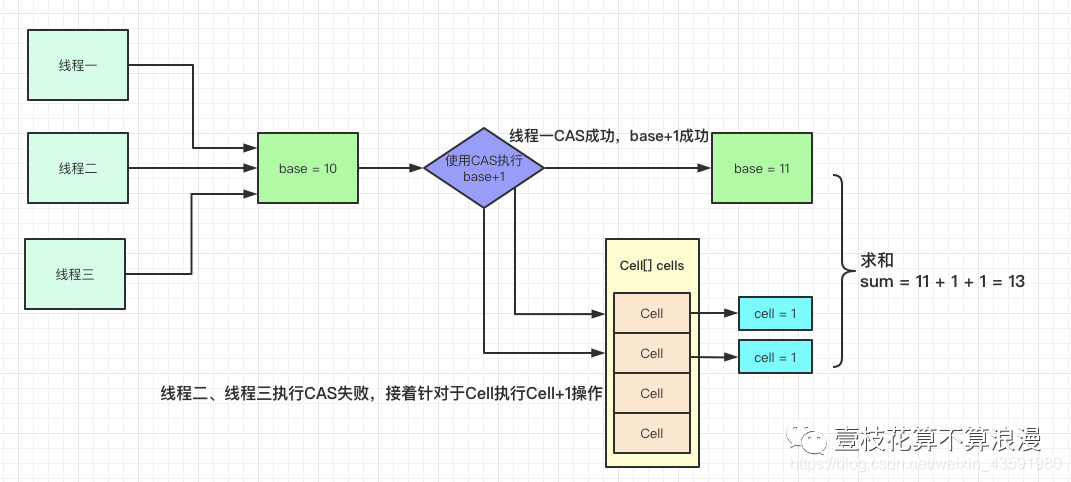 线程一
线程二
线程三
base = 10
使用CAS执行
base+1
线程一CAS成功，base+1成功
base = 11
Cell[] cells
Cell
Cell
Cell
Cell
cell = 1
cell = 1
求和
sum = 11 + 1 + 1 = 13
线程二、线程三执行CAS失败，接着针对于Cell执行Cell+1操作
壹枝花算不算浪漫
https://blog.csdn.net/weixin_43591980